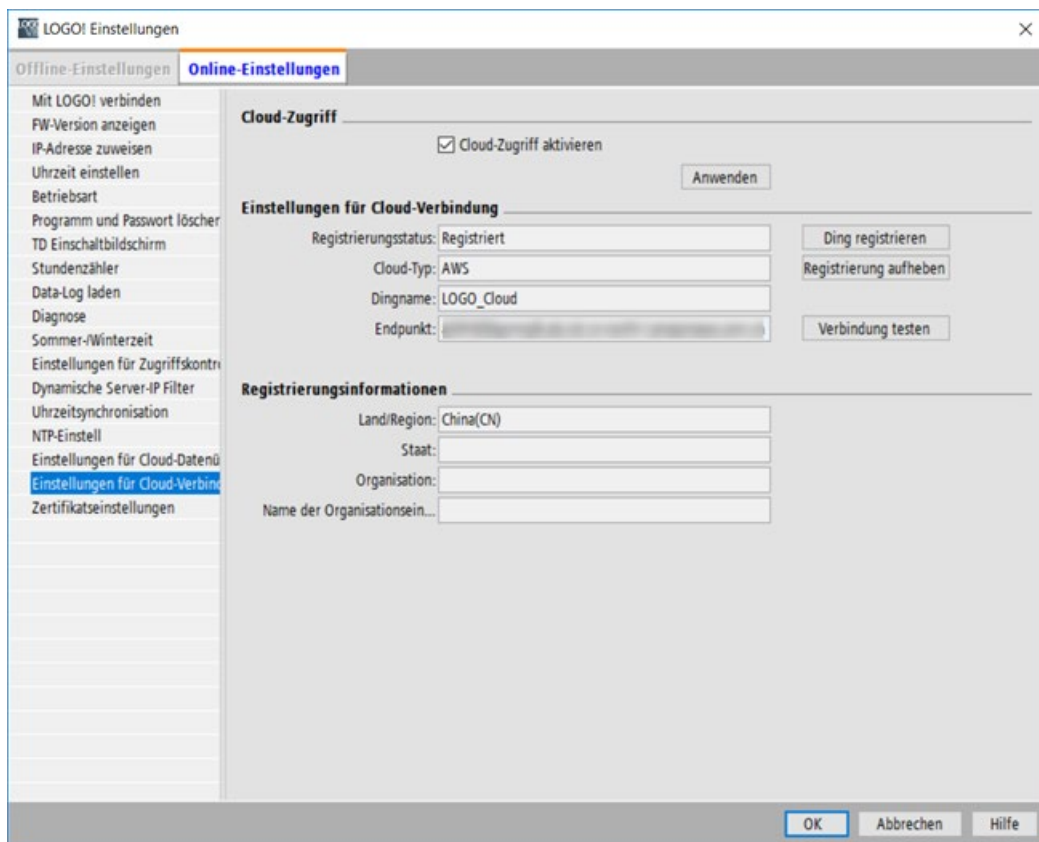 LOGO! Einstellungen
Offline-Einstellungen
Online-Einstellungen
Mit LOGO! verbinden
FW-Version anzeigen
IP-Adresse zuweisen
Uhrzeit einstellen
Betriebsart
Programm und Passwort löschen
TD Einschaltbildschirm
Stundenzähler
Data-Log laden
Diagnose
Sommer-/Winterzeit
Einstellungen für Zugriffskontr
Dynamische Server-IP Filter
Uhrzeitsynchronisation
NTP-Einstell
Einstellungen für Cloud-Datenü
Einstellungen für Cloud-Verbind
Zertifikatseinstellungen
Cloud-Zugriff
Cloud-Zugriff aktivieren
Anwenden
Einstellungen für Cloud-Verbindung
Registrierungsstatus: Registriert
Ding registrieren
Cloud-Typ: AWS
Registrierung aufheben
Dingname: LOGO_Cloud
Endpunkt:
Verbindung testen
Registrierungsinformationen
Land/Region: China(CN)
Staat:
Organisation:
Name der Organisationsein...
OK
Abbrechen
Hilfe